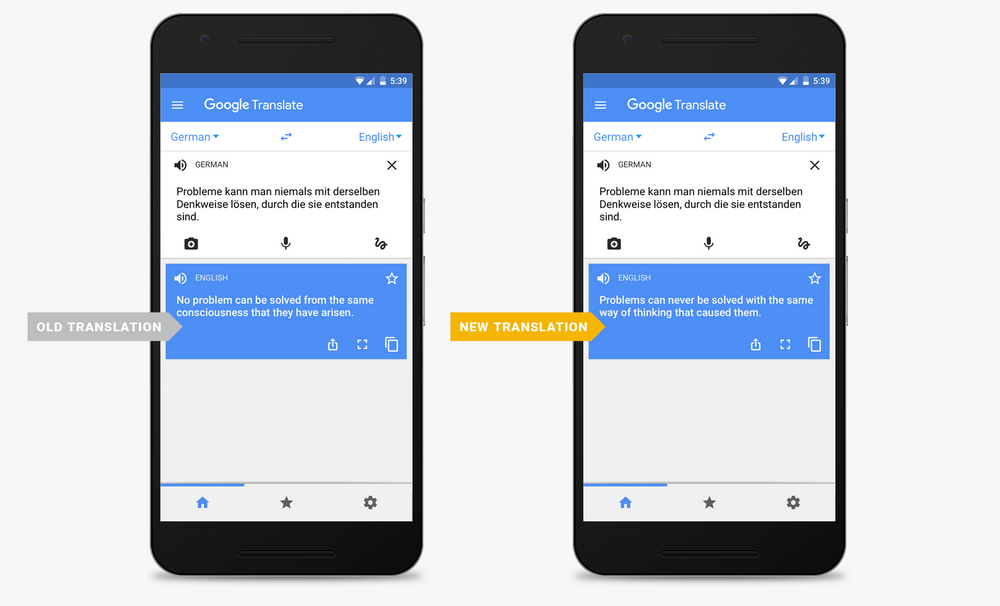 5:39
Google Translate
German
English
GERMAN
Probleme kann man niemals mit derselben
Denkweise lösen, durch die sie entstanden
sind.
ENGLISH
No problem can be solved from the same
consciousness that they have arisen.
OLD TRANSLATION
5:39
Google Translate
German
English
GERMAN
Probleme kann man niemals mit derselben
Denkweise lösen, durch die sie entstanden
sind.
ENGLISH
Problems can never be solved with the same
way of thinking that caused them.
NEW TRANSLATION